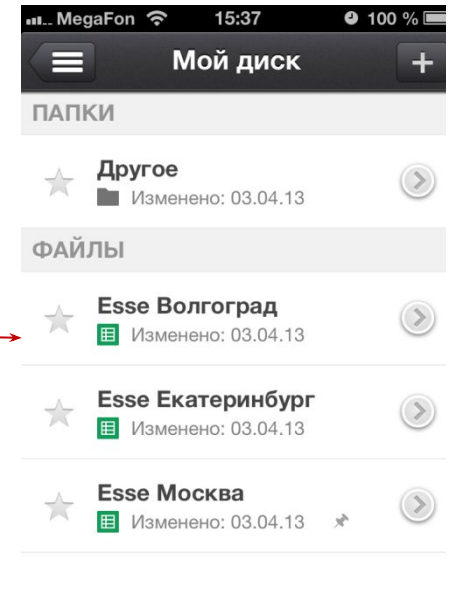 MegaFon 15:37 100 %
Мой диск
ПАПКИ
Другое
Изменено: 03.04.13
ФАЙЛЫ
Esse Волгоград
Изменено: 03.04.13
Esse Екатеринбург
Изменено: 03.04.13
Esse Москва
Изменено: 03.04.13